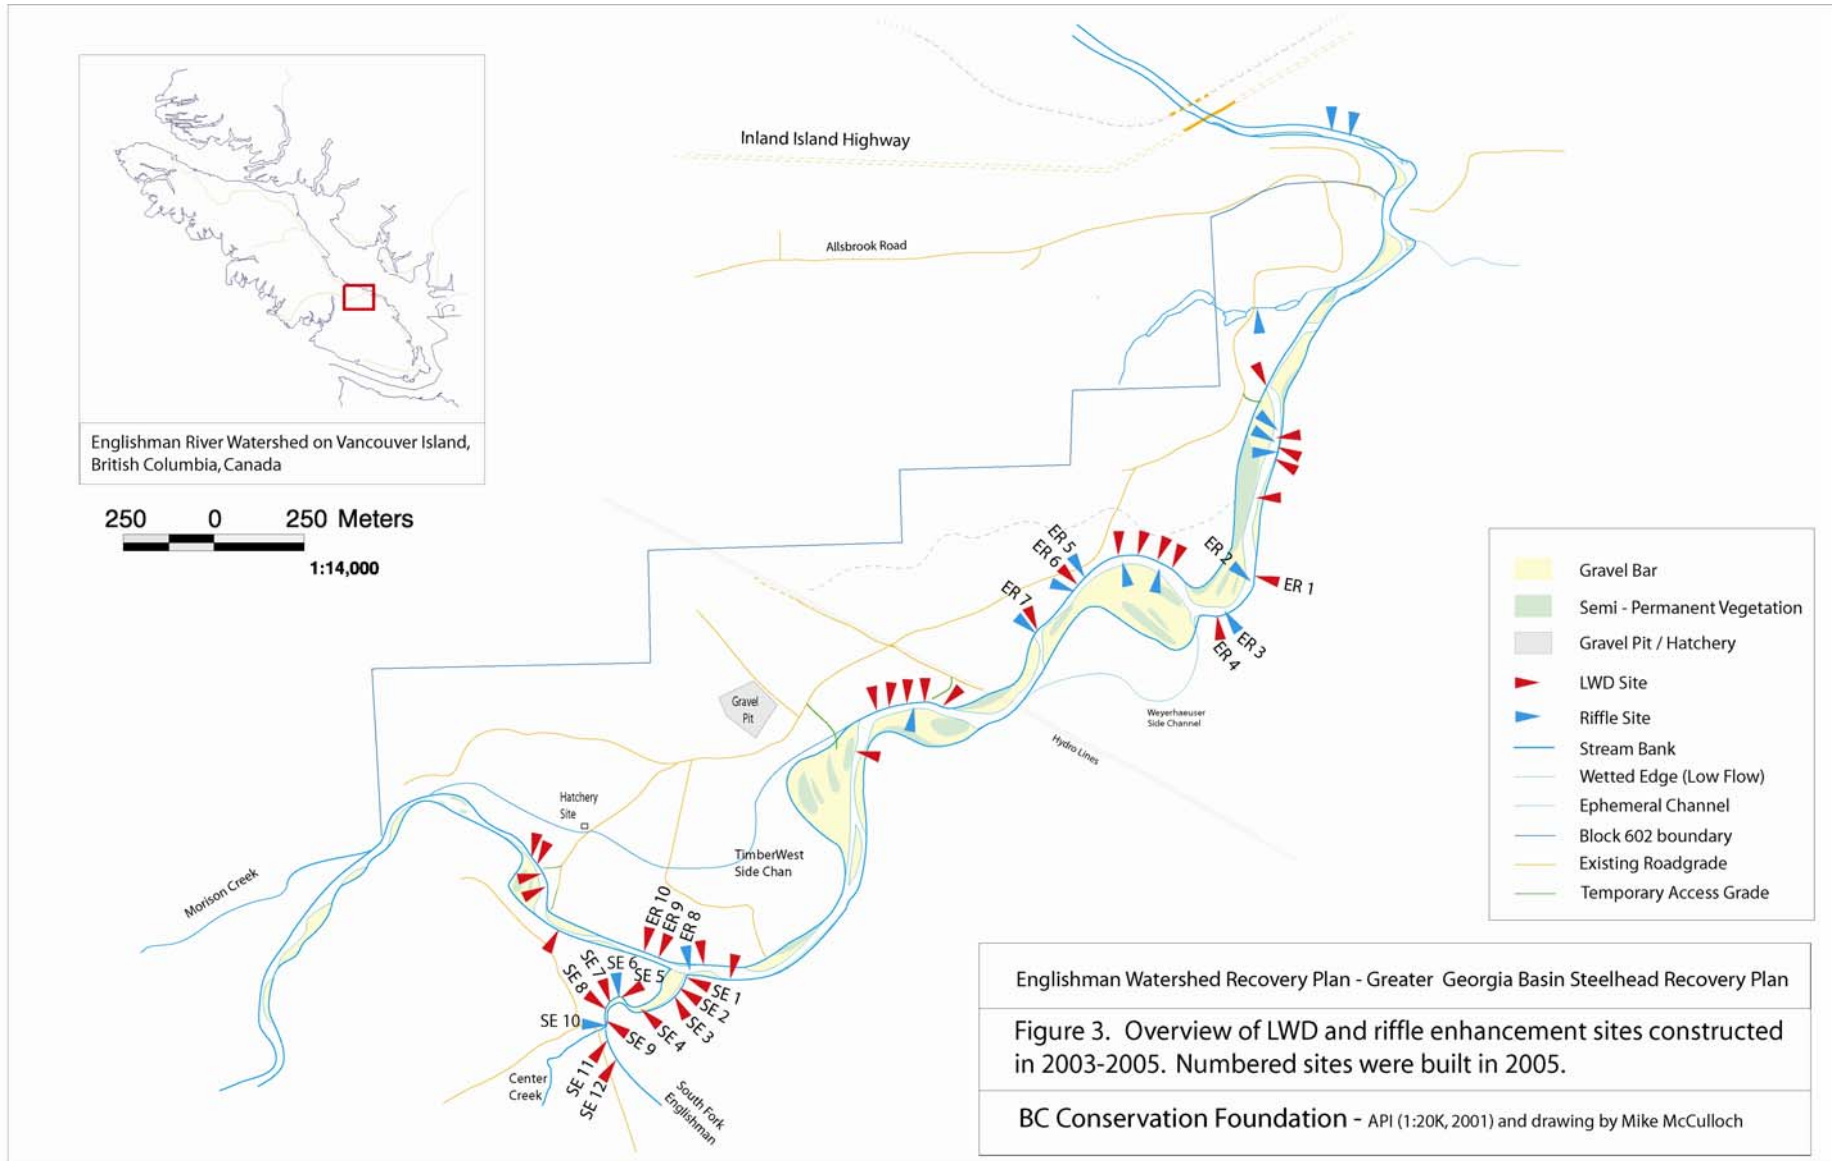 Inland Island Highway
Allsbrook Road
Englishman River Watershed on Vancouver Island,
British Columbia, Canada
250 0 250 Meters
1:14,000
ER 5
ER 6
ER 7
ER 2
ER 1
ER 3
ER 4
Gravel
Pit
Weyerhaeuser
Side Channel
Hydro Lines
Hatchery
Site
TimberWest
Side Chan
Morison Creek
ER 10
ER 9
ER 8
SE 6
SE 5
SE 7
SE 8
SE 1
SE 2
SE 3
SE 4
SE 10
SE 9
SE 11
SE 12
Center
Creek
South Fork
Englishman
Gravel Bar
Semi - Permanent Vegetation
Gravel Pit / Hatchery
LWD Site
Riffle Site
Stream Bank
Wetted Edge (Low Flow)
Ephemeral Channel
Block 602 boundary
Existing Roadgrade
Temporary Access Grade
Englishman Watershed Recovery Plan - Greater Georgia Basin Steelhead Recovery Plan
Figure 3. Overview of LWD and riffle enhancement sites constructed
in 2003-2005. Numbered sites were built in 2005.
BC Conservation Foundation - API (1:20K, 2001) and drawing by Mike McCulloch